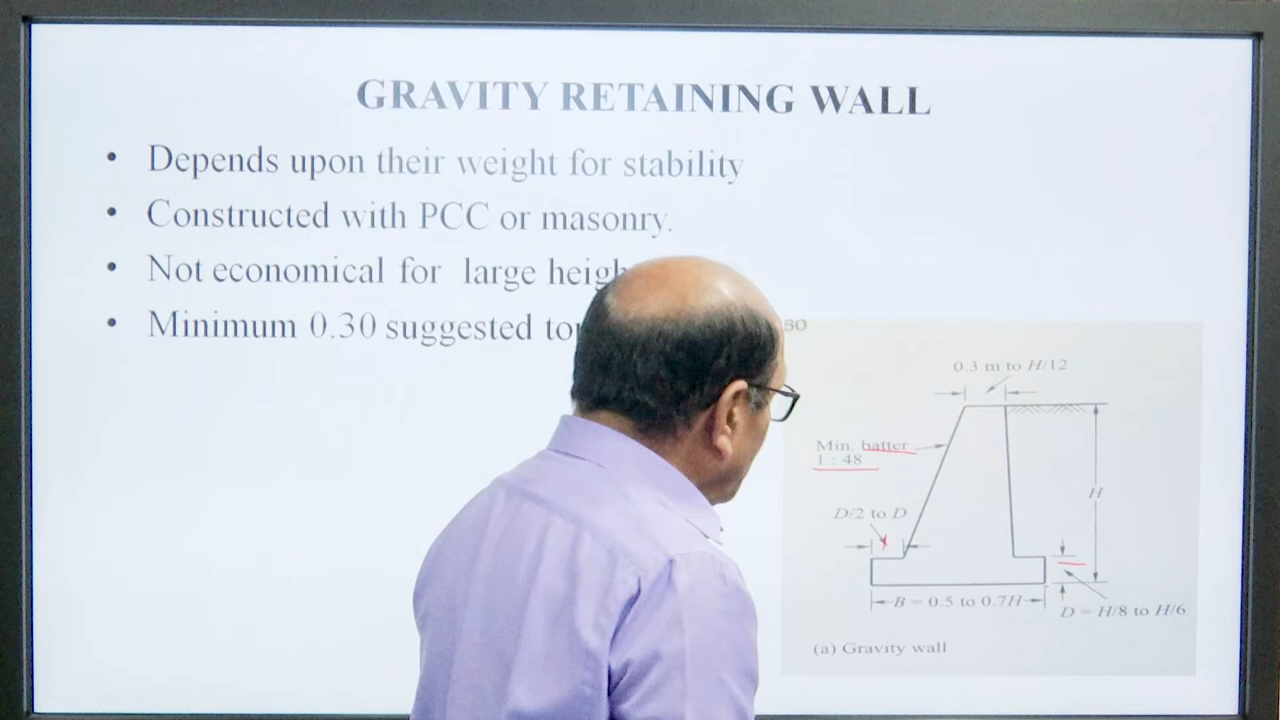 GRAVITY RETAINING WALL
• Depends upon their weight for stability
• Constructed with PCC or masonry.
• Not economical for large
• Minimum 0.30 suggested
60
0.3 m to H/12
Min. batter
1 : 48
H
D/2 to D
B = 0.5 to 0.7H
D = H/8 to H/6
(a) Gravity wall